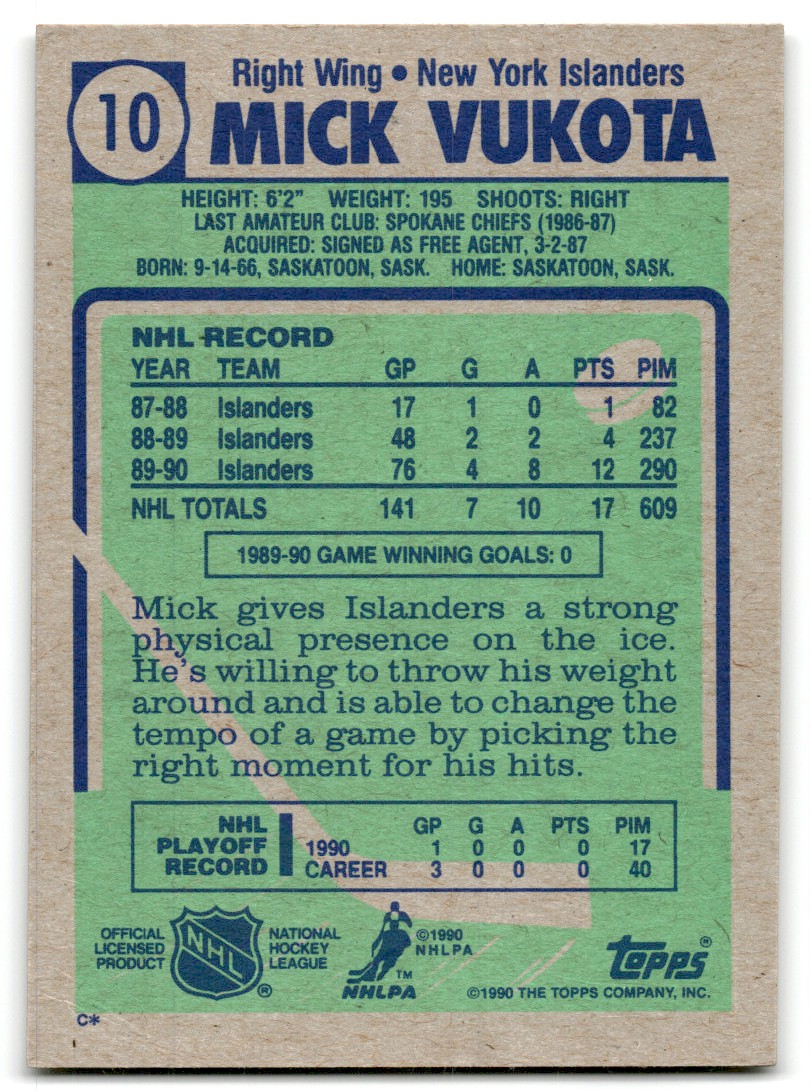 10
Right Wing • New York Islanders
MICK VUKOTA
HEIGHT: 6'2" WEIGHT: 195 SHOOTS: RIGHT
LAST AMATEUR CLUB: SPOKANE CHIEFS (1986-87)
ACQUIRED: SIGNED AS FREE AGENT, 3-2-87
BORN: 9-14-66, SASKATOON, SASK. HOME: SASKATOON, SASK.
NHL RECORD
YEAR TEAM GP G A PTS PIM
87-88 Islanders 17 1 0 1 82
88-89 Islanders 48 2 2 4 237
89-90 Islanders 76 4 8 12 290
NHL TOTALS 141 7 10 17 609
1989-90 GAME WINNING GOALS: 0
Mick gives Islanders a strong
physical presence on the ice.
He's willing to throw his weight
around and is able to change the
tempo of a game by picking the
right moment for his hits.
NHL PLAYOFF RECORD
GP G A PTS PIM
1990 1 0 0 0 17
CAREER 3 0 0 0 40
OFFICIAL
LICENSED
PRODUCT
NHL
®
NATIONAL
HOCKEY
LEAGUE
TM
NHLPA
©1990
NHLPA
TOPPS®
©1990 THE TOPPS COMPANY, INC.
C*